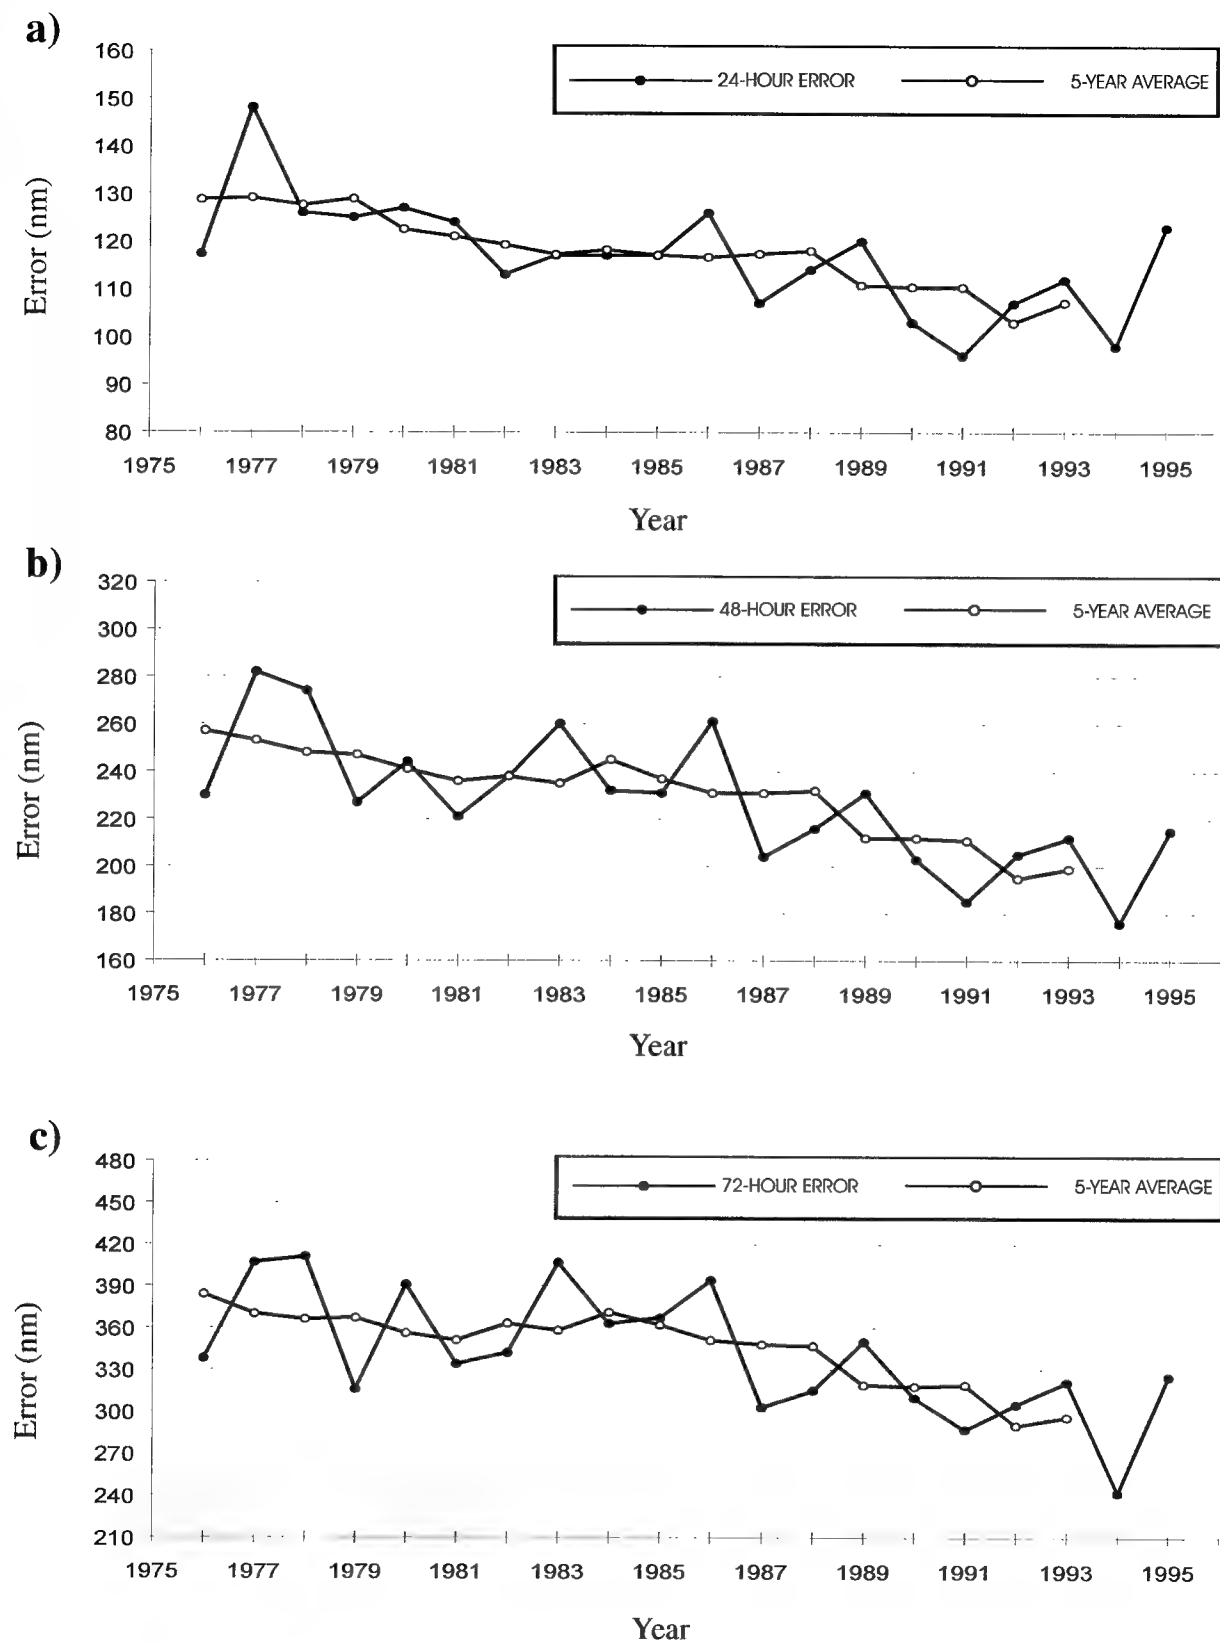 a)
160
24-HOUR ERROR 5-YEAR AVERAGE
150
140
130
120
110
100
90
80
Error (nm)
1975 1977 1979 1981 1983 1985 1987 1989 1991 1993 1995
Year
b)
320
48-HOUR ERROR 5-YEAR AVERAGE
300
280
260
240
220
200
180
160
Error (nm)
1975 1977 1979 1981 1983 1985 1987 1989 1991 1993 1995
Year
c)
480
72-HOUR ERROR 5-YEAR AVERAGE
450
420
390
360
330
300
270
240
210
Error (nm)
1975 1977 1979 1981 1983 1985 1987 1989 1991 1993 1995
Year